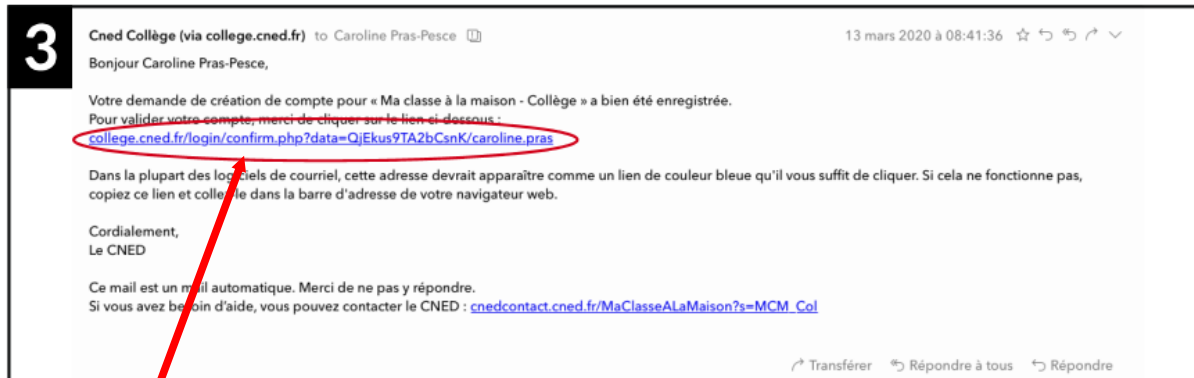 3
Cned Collège (via college.cned.fr) to Caroline Pras-Pesce
13 mars 2020 à 08:41:36
Bonjour Caroline Pras-Pesce,
Votre demande de création de compte pour « Ma classe à la maison - Collège » a bien été enregistrée.
Pour valider votre compte, merci de cliquer sur le lien ci-dessous :
college.cned.fr/login/confirm.php?data=QjEkus9TA2bCsnK/caroline.pras
Dans la plupart des logiciels de courriel, cette adresse devrait apparaître comme un lien de couleur bleue qu'il vous suffit de cliquer. Si cela ne fonctionne pas,
copiez ce lien et collez-le dans la barre d'adresse de votre navigateur web.
Cordialement,
Le CNED
Ce mail est un mail automatique. Merci de ne pas y répondre.
Si vous avez besoin d'aide, vous pouvez contacter le CNED : cnedcontact.cned.fr/MaClasseALaMaison?s=MCM_Col
Transférer Répondre à tous Répondre